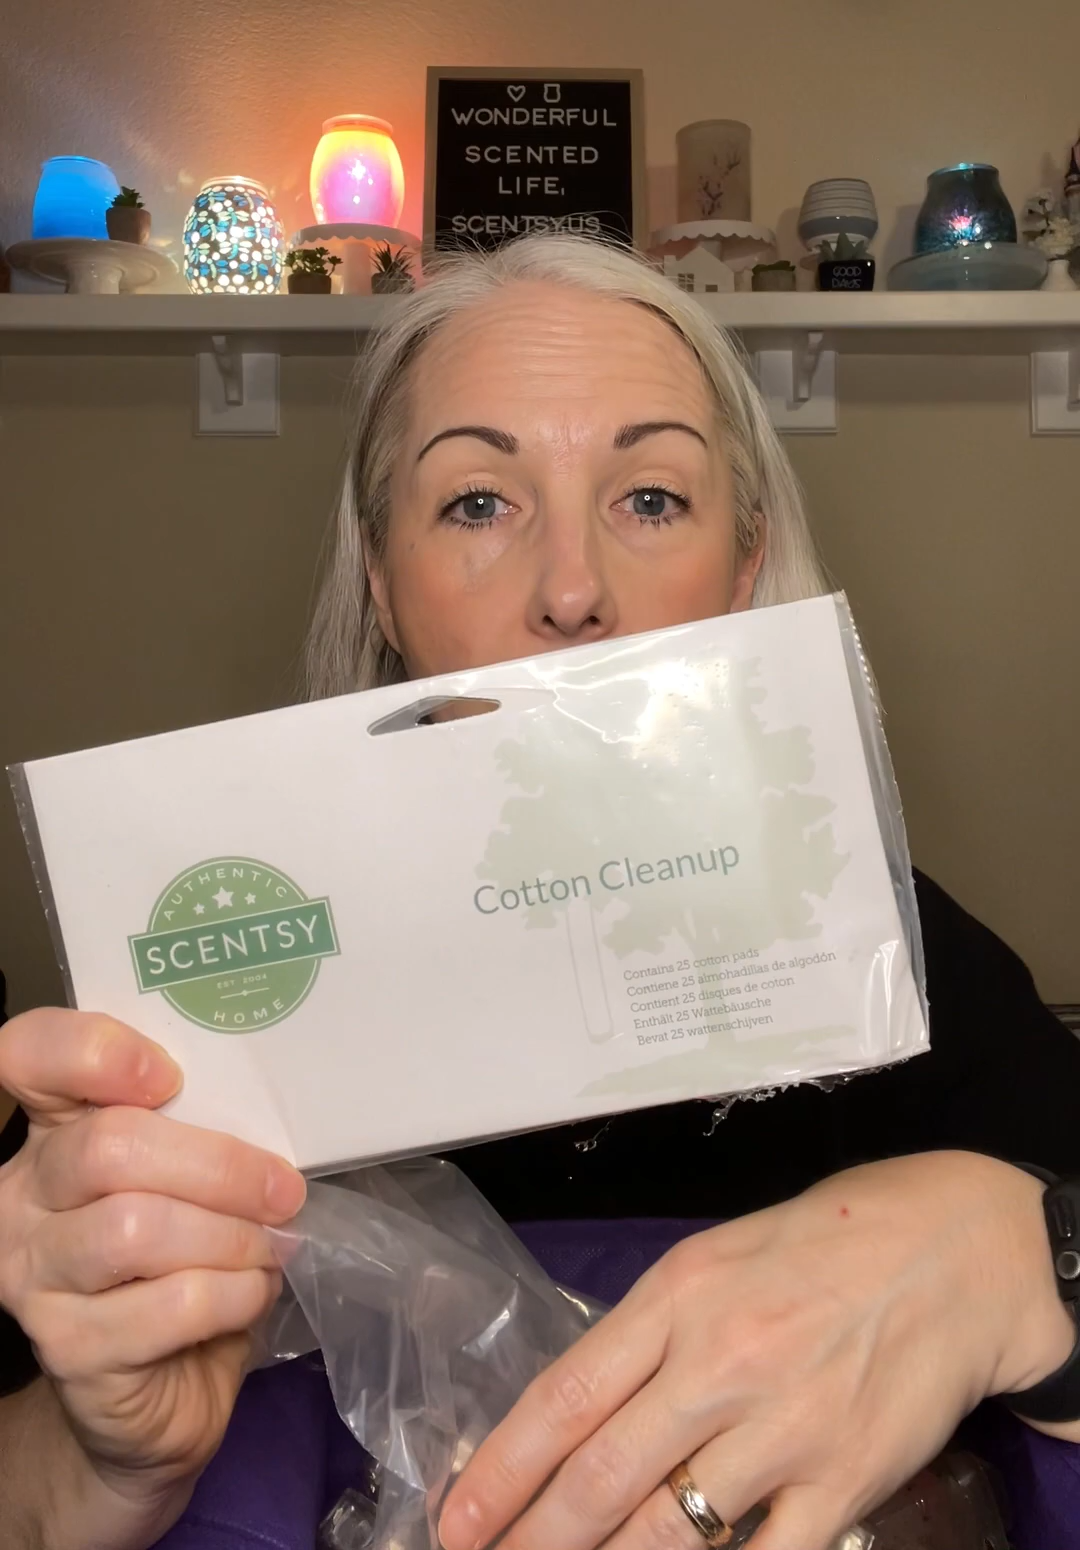 WONDERFUL
SCENTED
LIFE,
SCENTSY.US
GOOD
DAYS
Cotton Cleanup
AUTHENTIC
SCENTSY
EST 2004
HOME
Contains 25 cotton pads
Contiene 25 almohadillas de algodón
Contient 25 disques de coton
Enthält 25 Wattebäusche
Bevat 25 wattenschijven